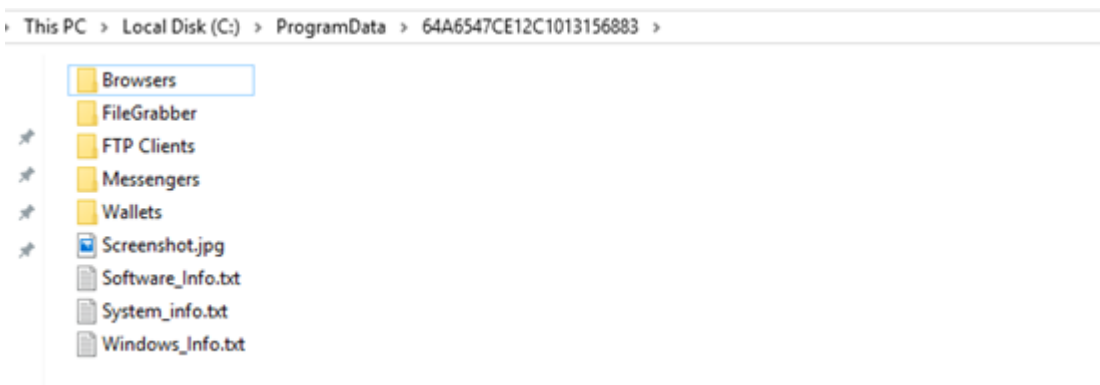 › This PC › Local Disk (C:) › ProgramData › 64A6547CE12C1013156883 ›
Browsers
FileGrabber
FTP Clients
Messengers
Wallets
Screenshot.jpg
Software_Info.txt
System_info.txt
Windows_Info.txt